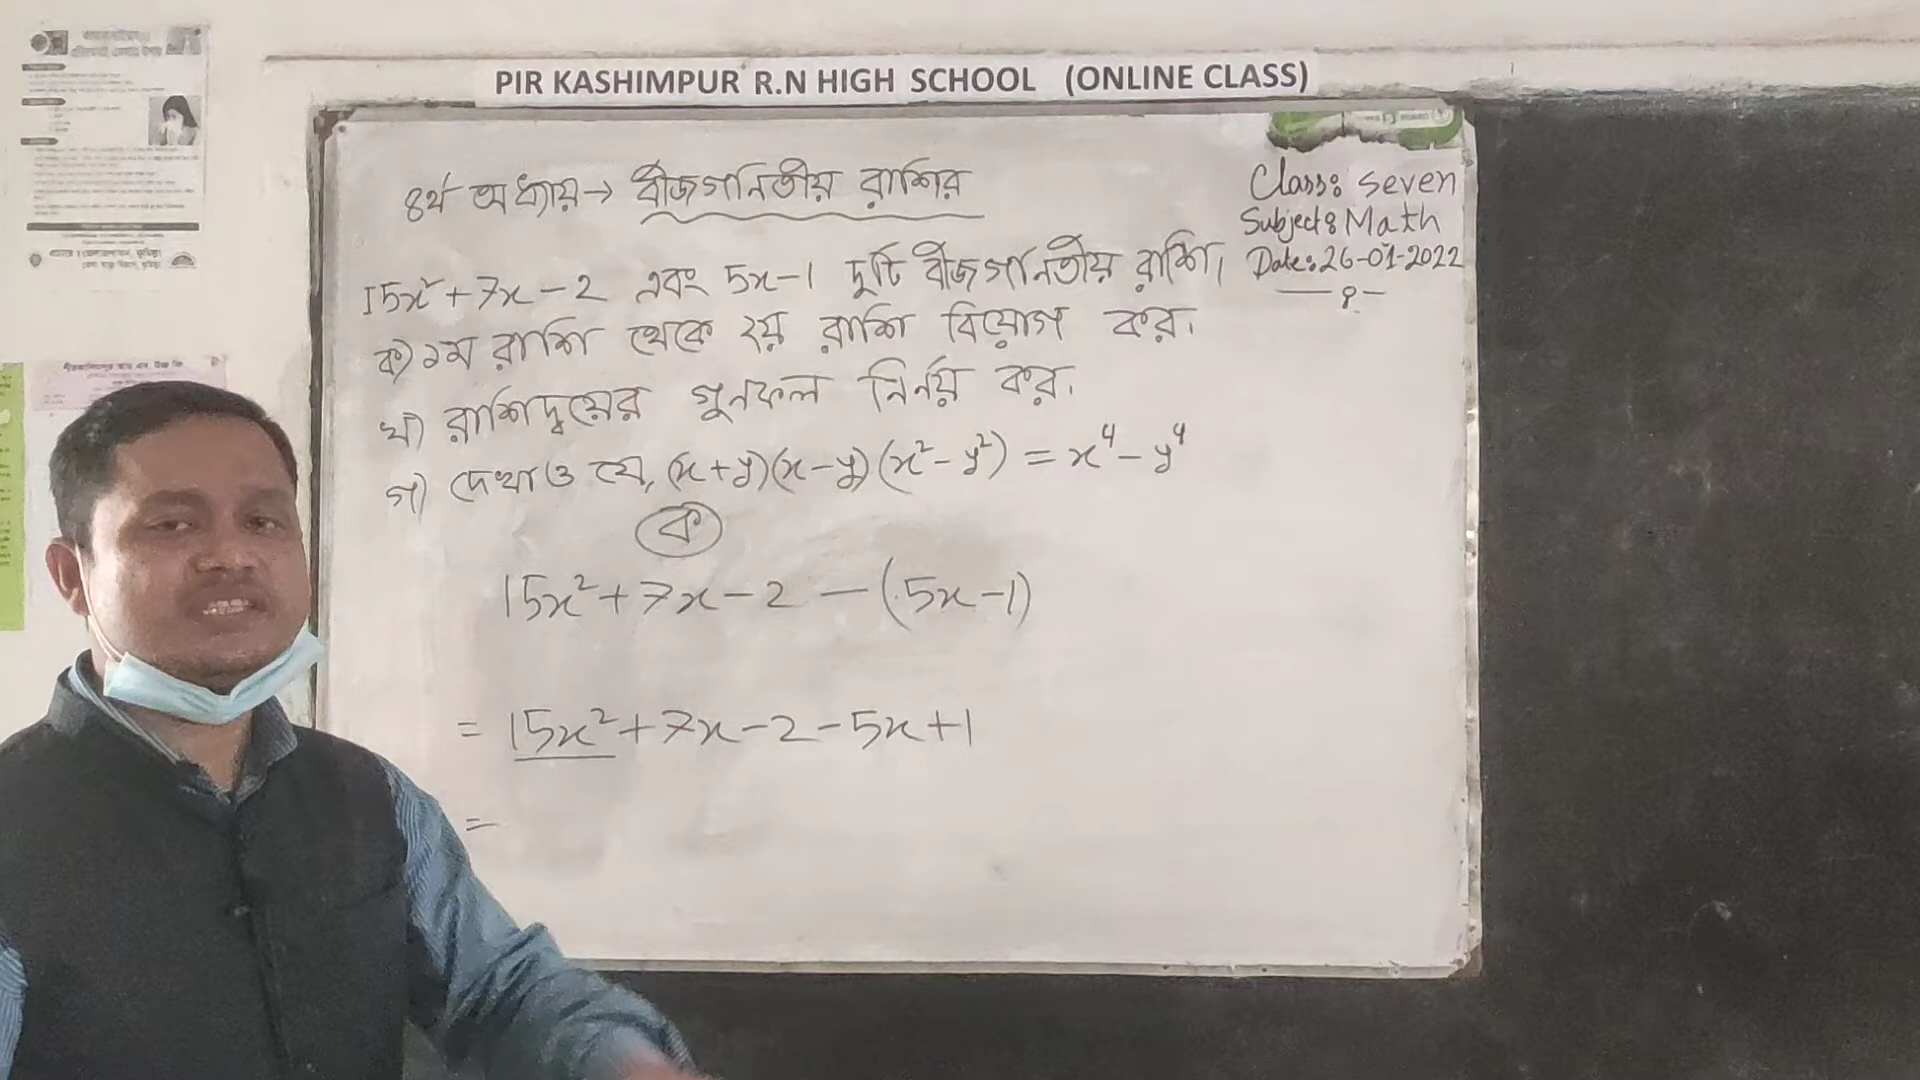 PIR KASHIMPUR R.N HIGH SCHOOL (ONLINE CLASS)
৪র্থ অধ্যায় → বীজগানিতীয় রাশির
Class: Seven
Subject: Math
Date: 26-01-2022
15x² + 7x - 2 এবং 5x-1 দুটি বীজগানিতীয় রাশি।
ক) ১ম রাশি থেকে ২য় রাশি বিয়োগ কর।
খ) রাশিদ্বয়ের গুনফল নির্নয় কর।
গ) দেখাও যে, (x+y)(x-y)(x²-y²) = x⁴ - y⁴
ক
15x² + 7x - 2 - (5x-1)
= 15x² + 7x - 2 - 5x + 1
=